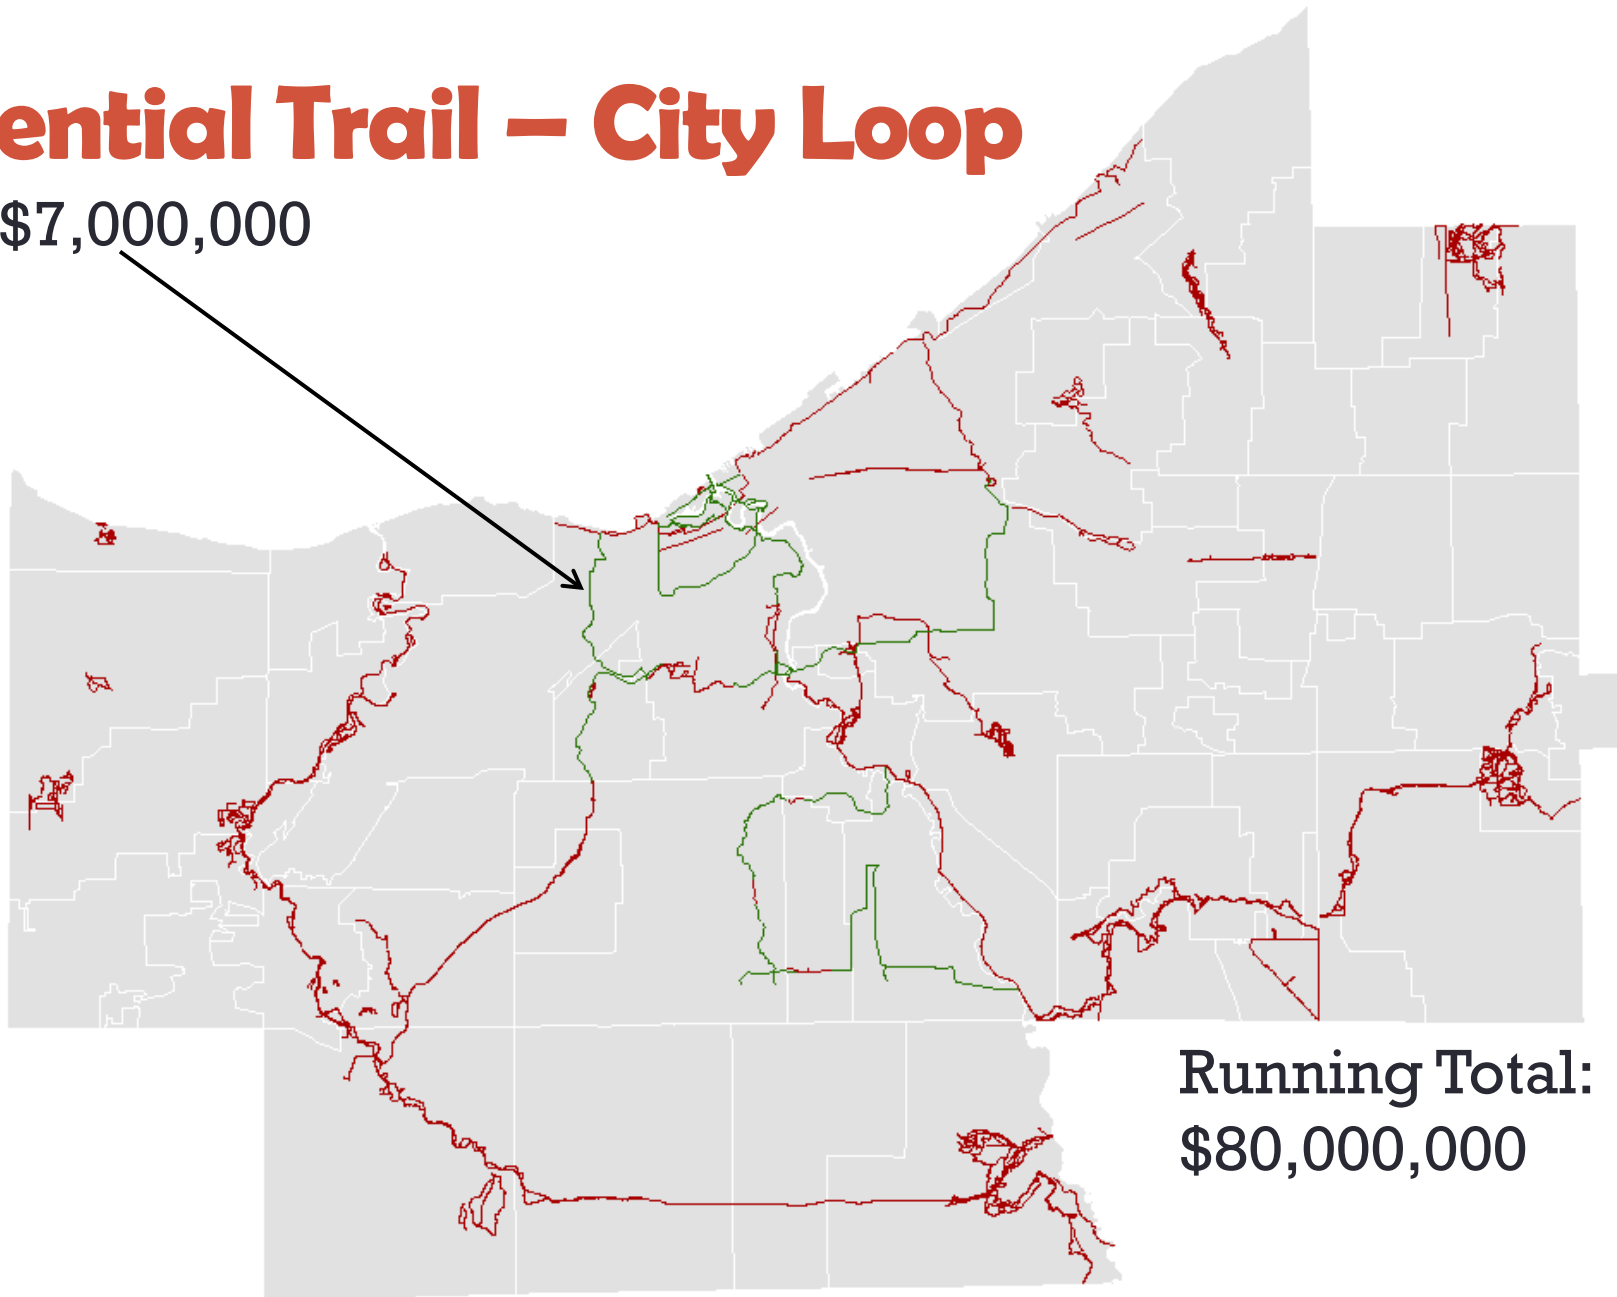 ential Trail – City Loop
$7,000,000
Running Total:
$80,000,000